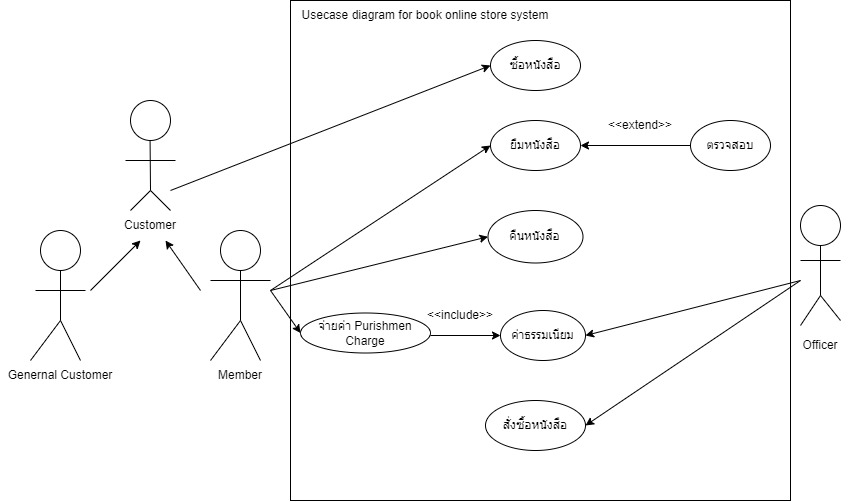 Usecase diagram for book online store system
ซื้อหนังสือ
<<extend>>
ยืมหนังสือ
ตรวจสอบ
Customer
คืนหนังสือ
<<include>>
จ่ายค่า Purishmen
Charge
ค่าธรรมเนียม
Officer
Genernal Customer
Member
สั่งซื้อหนังสือ